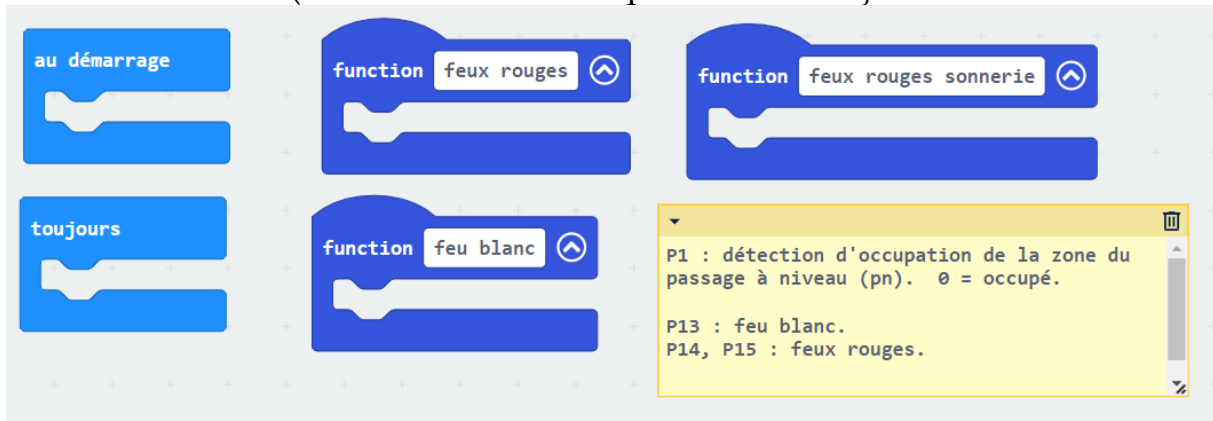 au démarrage
function feux rouges
function feux rouges sonnerie
toujours
function feu blanc
P1 : détection d'occupation de la zone du
passage à niveau (pn). 0 = occupé.
P13 : feu blanc.
P14, P15 : feux rouges.